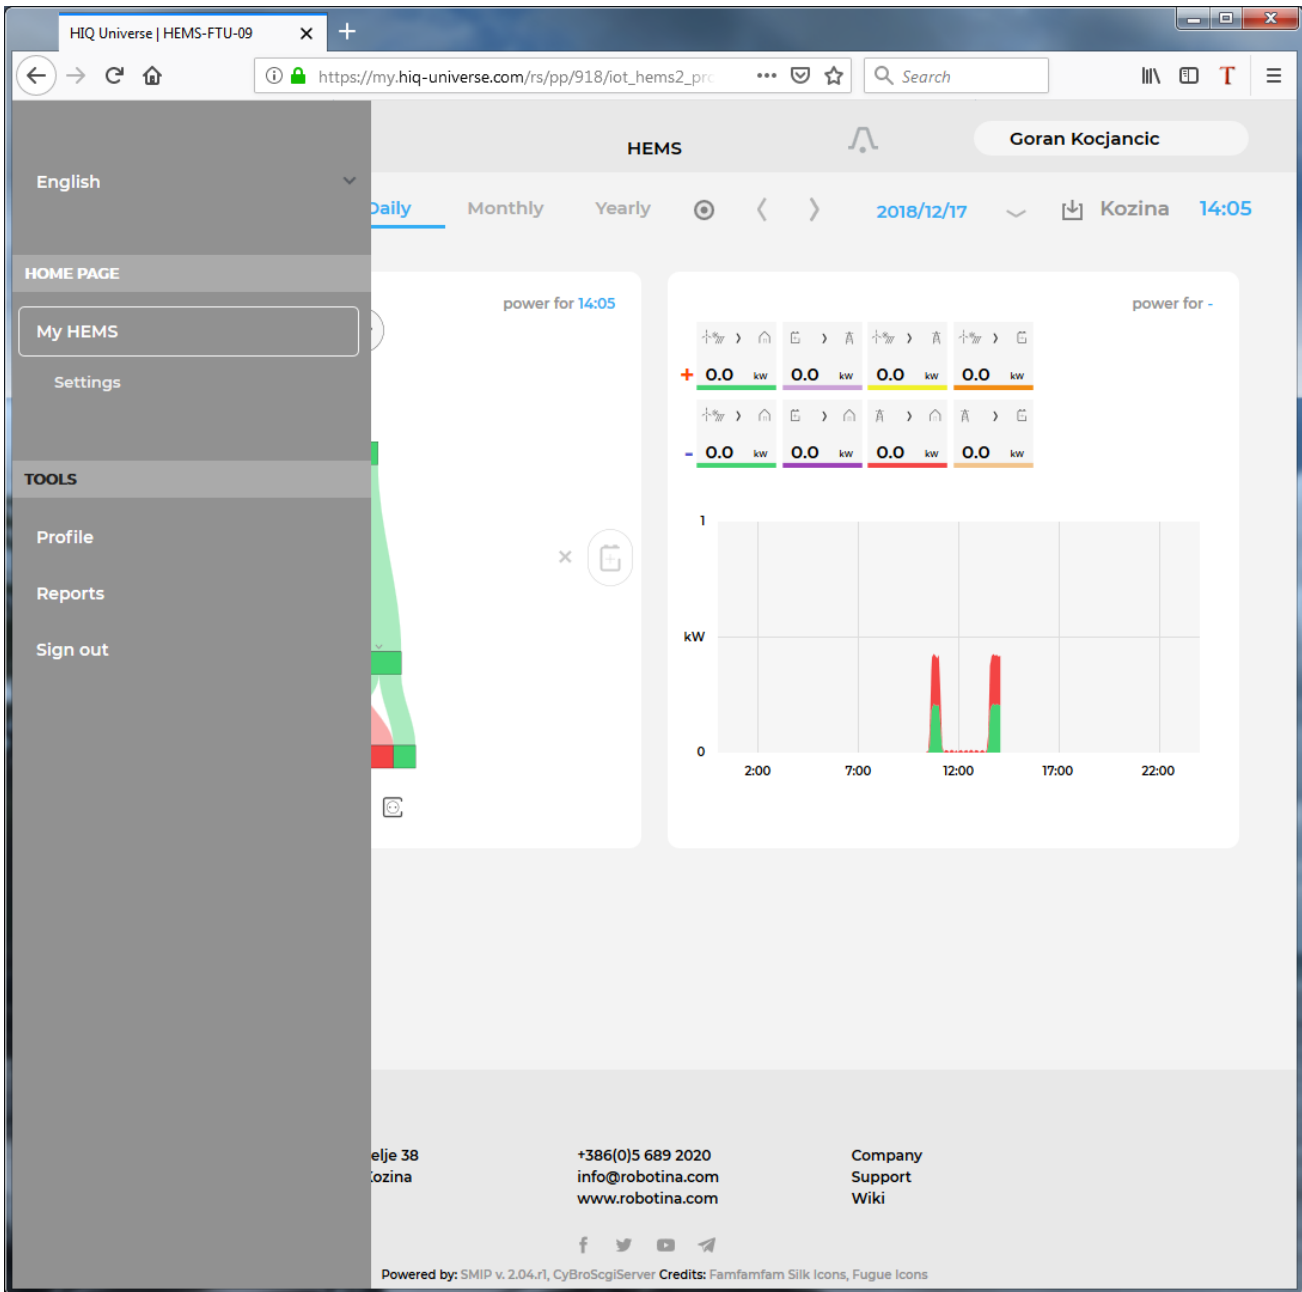 HIQ Universe | HEMS-FTU-09
https://my.hiq-universe.com/rs/pp/918/iot_hems2_pro
Search
HEMS
Goran Kocjancic
English
Daily Monthly Yearly 2018/12/17 Kozina 14:05
HOME PAGE
My HEMS
Settings
TOOLS
Profile
Reports
Sign out
power for 14:05
power for -
+ 0.0 kw 0.0 kw 0.0 kw 0.0 kw
- 0.0 kw 0.0 kw 0.0 kw 0.0 kw
1
kW
0
2:00 7:00 12:00 17:00 22:00
elje 38
ozina
+386(0)5 689 2020
info@robotina.com
www.robotina.com
Company
Support
Wiki
Powered by: SMIP v. 2.04.r1, CyBroScgiServer Credits: Famfamfam Silk Icons, Fugue Icons